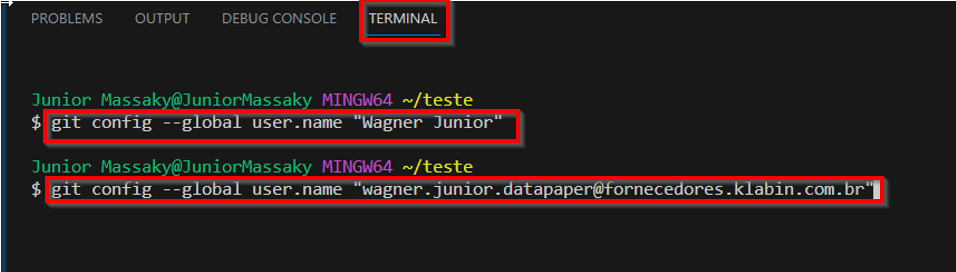 PROBLEMS OUTPUT DEBUG CONSOLE TERMINAL
Junior Massaky@JuniorMassaky MINGW64 ~/teste
$ git config --global user.name "Wagner Junior"
Junior Massaky@JuniorMassaky MINGW64 ~/teste
$ git config --global user.name "wagner.junior.datapaper@fornecedores.klabin.com.br"